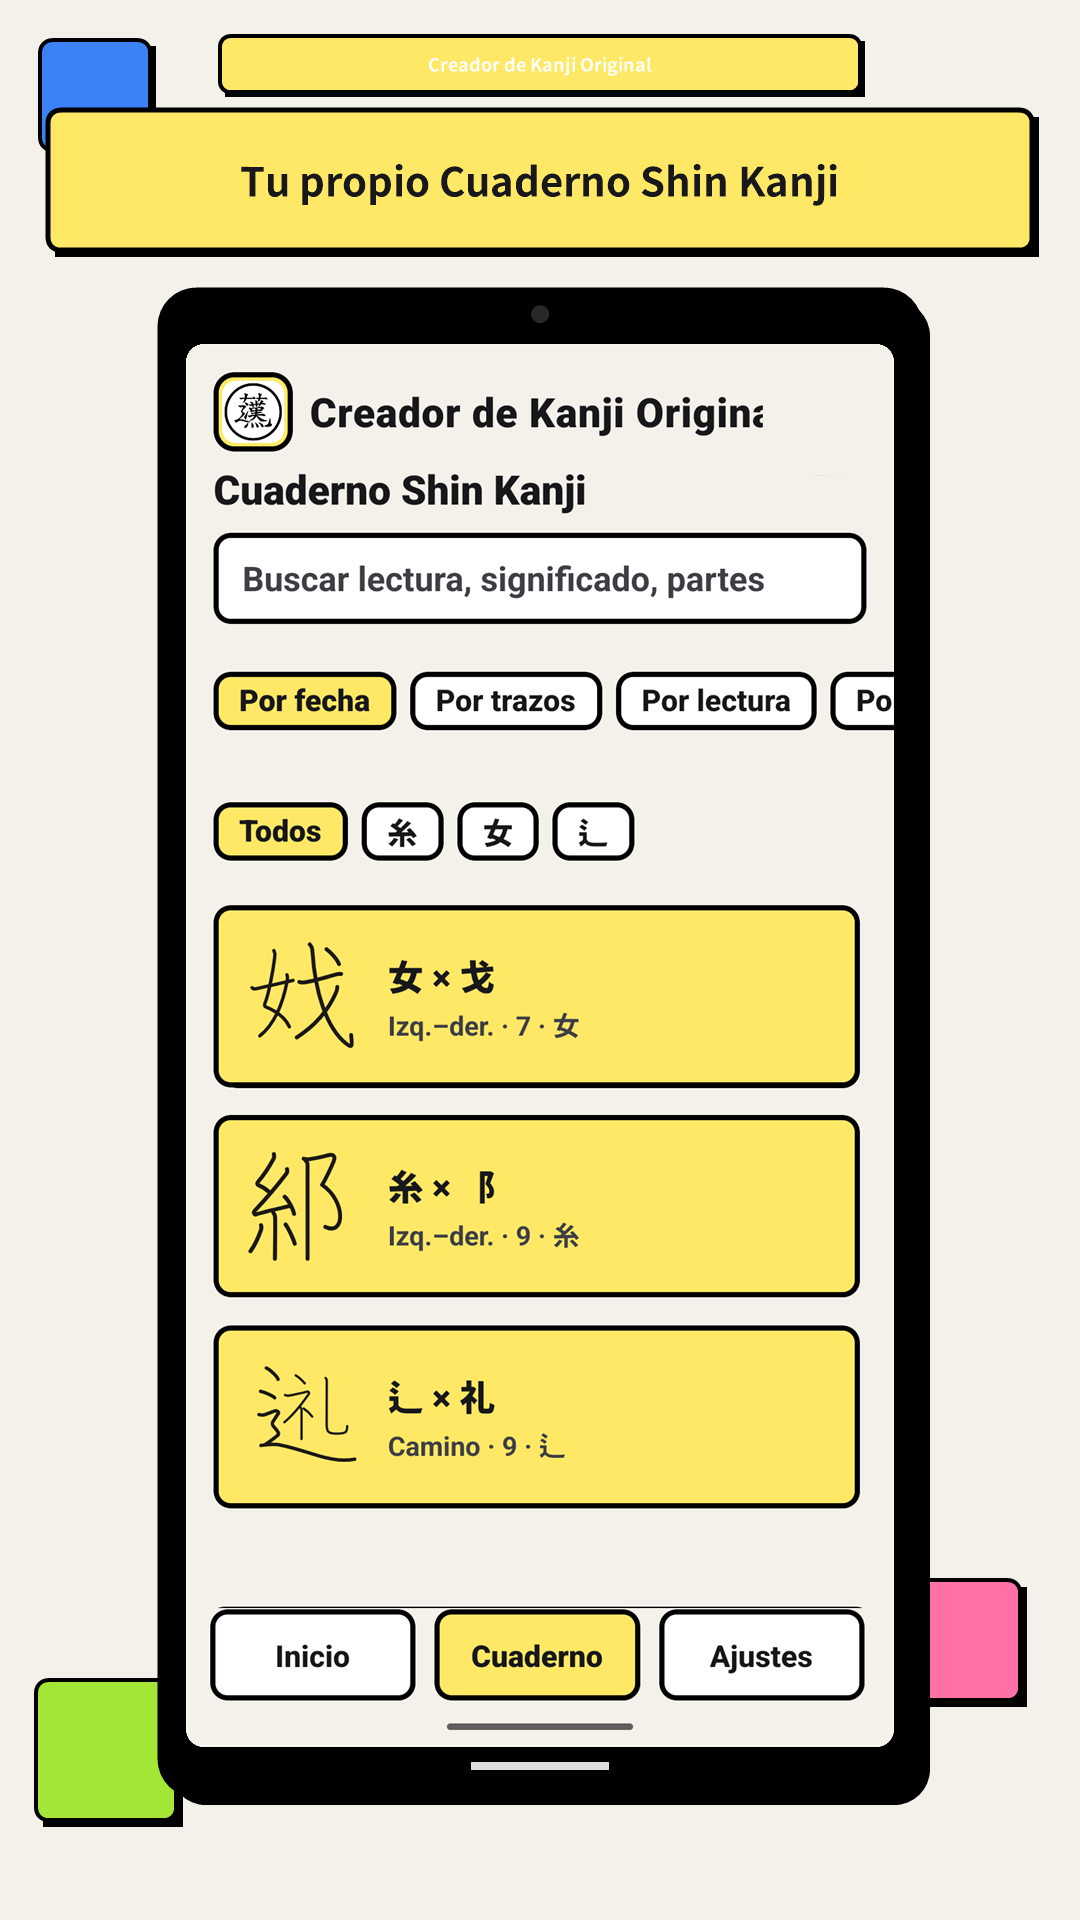 Creador de Kanji Original
Tu propio Cuaderno Shin Kanji
Creador de Kanji Origina
Cuaderno Shin Kanji
Buscar lectura, significado, partes
Por fecha Por trazos Por lectura Po
Todos 糸 女 辶
女 × 戈
Izq.–der. · 7 · 女
糸 × 阝
Izq.–der. · 9 · 糸
辶 × 礼
Camino · 9 · 辶
Inicio Cuaderno Ajustes